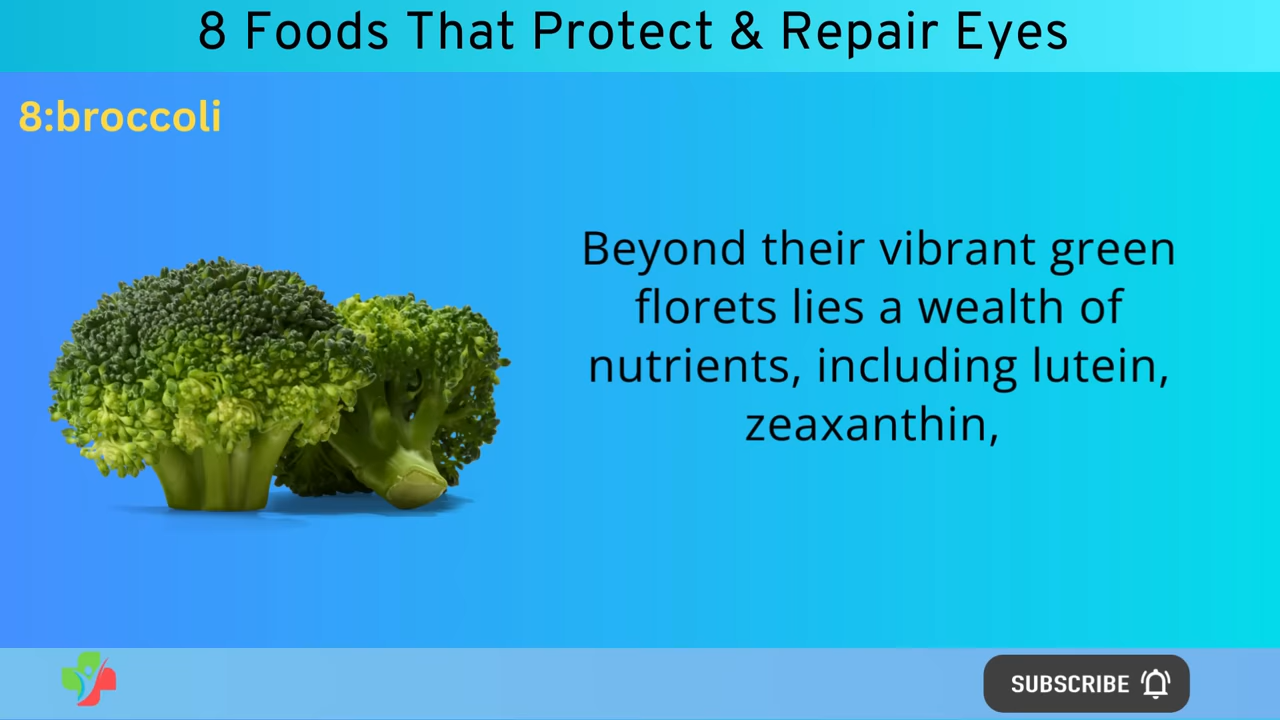 8 Foods That Protect & Repair Eyes
8:broccoli
Beyond their vibrant green
florets lies a wealth of
nutrients, including lutein,
zeaxanthin,
SUBSCRIBE